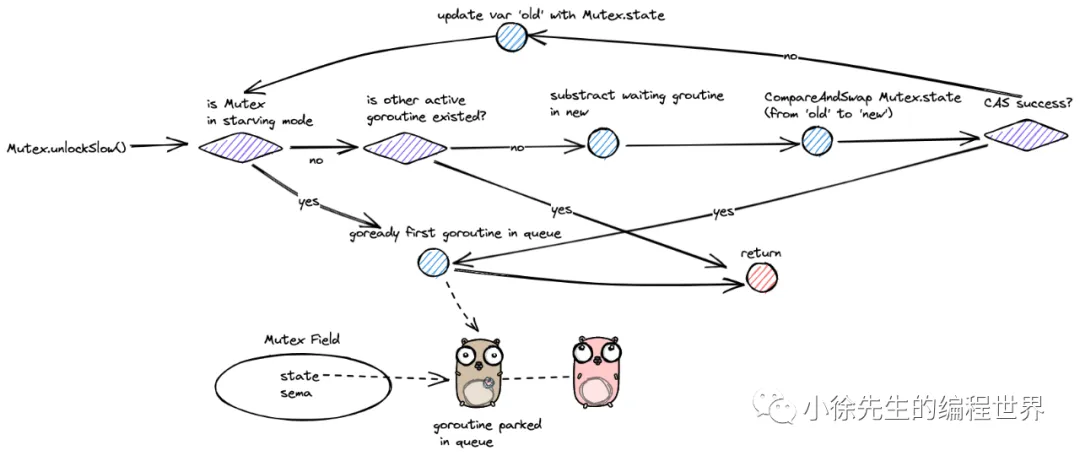 update var 'old' with Mutex.state
no
is Mutex
in starving mode
is other active
goroutine existed?
substract waiting groutine
in new
CompareAndSwap Mutex.state
(from 'old' to 'new')
CAS success?
Mutex.unlockSlow()
no
no
yes
yes
yes
goready first goroutine in queue
return
Mutex Field
state
sema
goroutine parked
in queue
小徐先生的编程世界